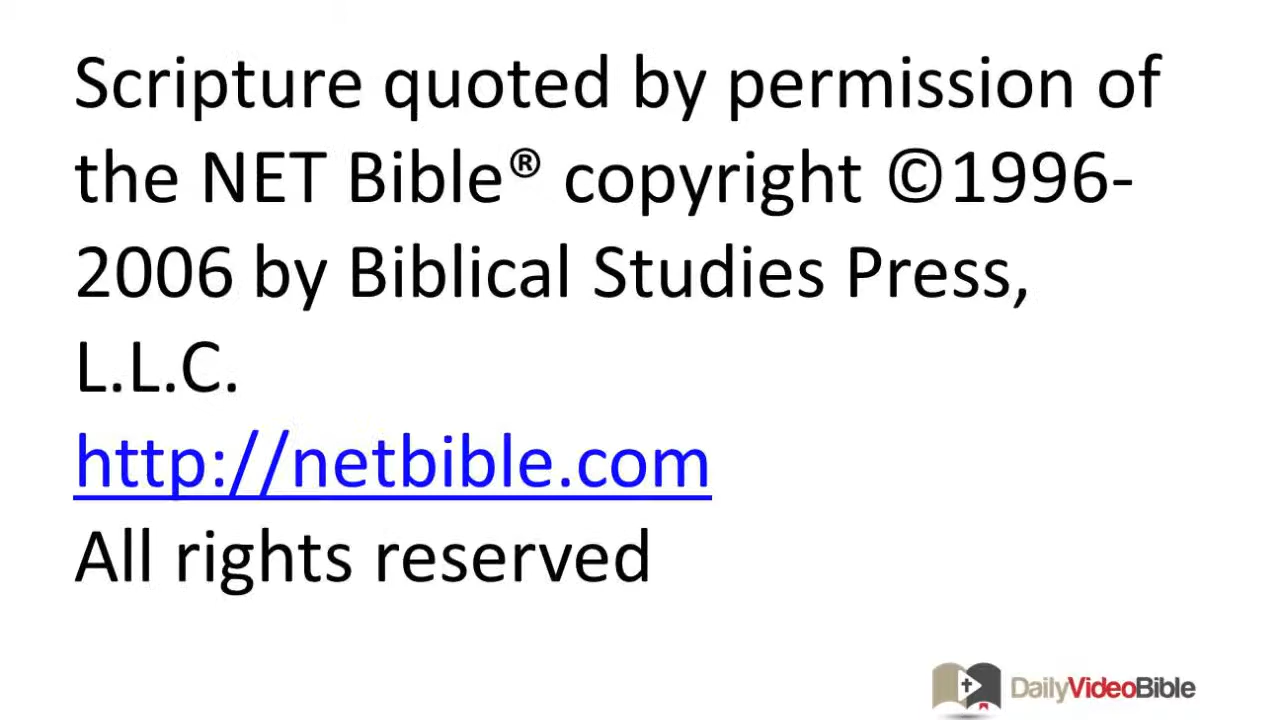 Scripture quoted by permission of
the NET Bible® copyright ©1996-
2006 by Biblical Studies Press,
L.L.C.
http://netbible.com
All rights reserved
DailyVideoBible